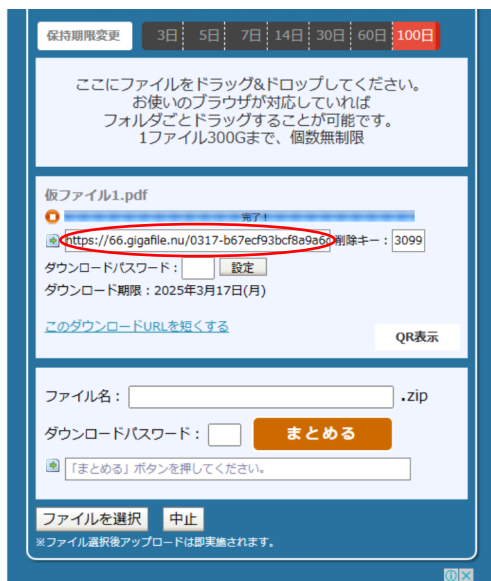 保持期限変更 3日 5日 7日 14日 30日 60日 100日
ここにファイルをドラッグ&ドロップしてください。
お使いのブラウザが対応していれば
フォルダごとドラッグすることが可能です。
1ファイル300Gまで、個数無制限
仮ファイル1.pdf
完了!
https://66.gigafile.nu/0317-b67ecf93bcf8a9a6c 削除キー: 3099
ダウンロードパスワード: 設定
ダウンロード期限:2025年3月17日(月)
このダウンロードURLを短くする
QR表示
ファイル名: .zip
ダウンロードパスワード: まとめる
「まとめる」ボタンを押してください。
ファイルを選択 中止
※ファイル選択後アップロードは即実施されます。